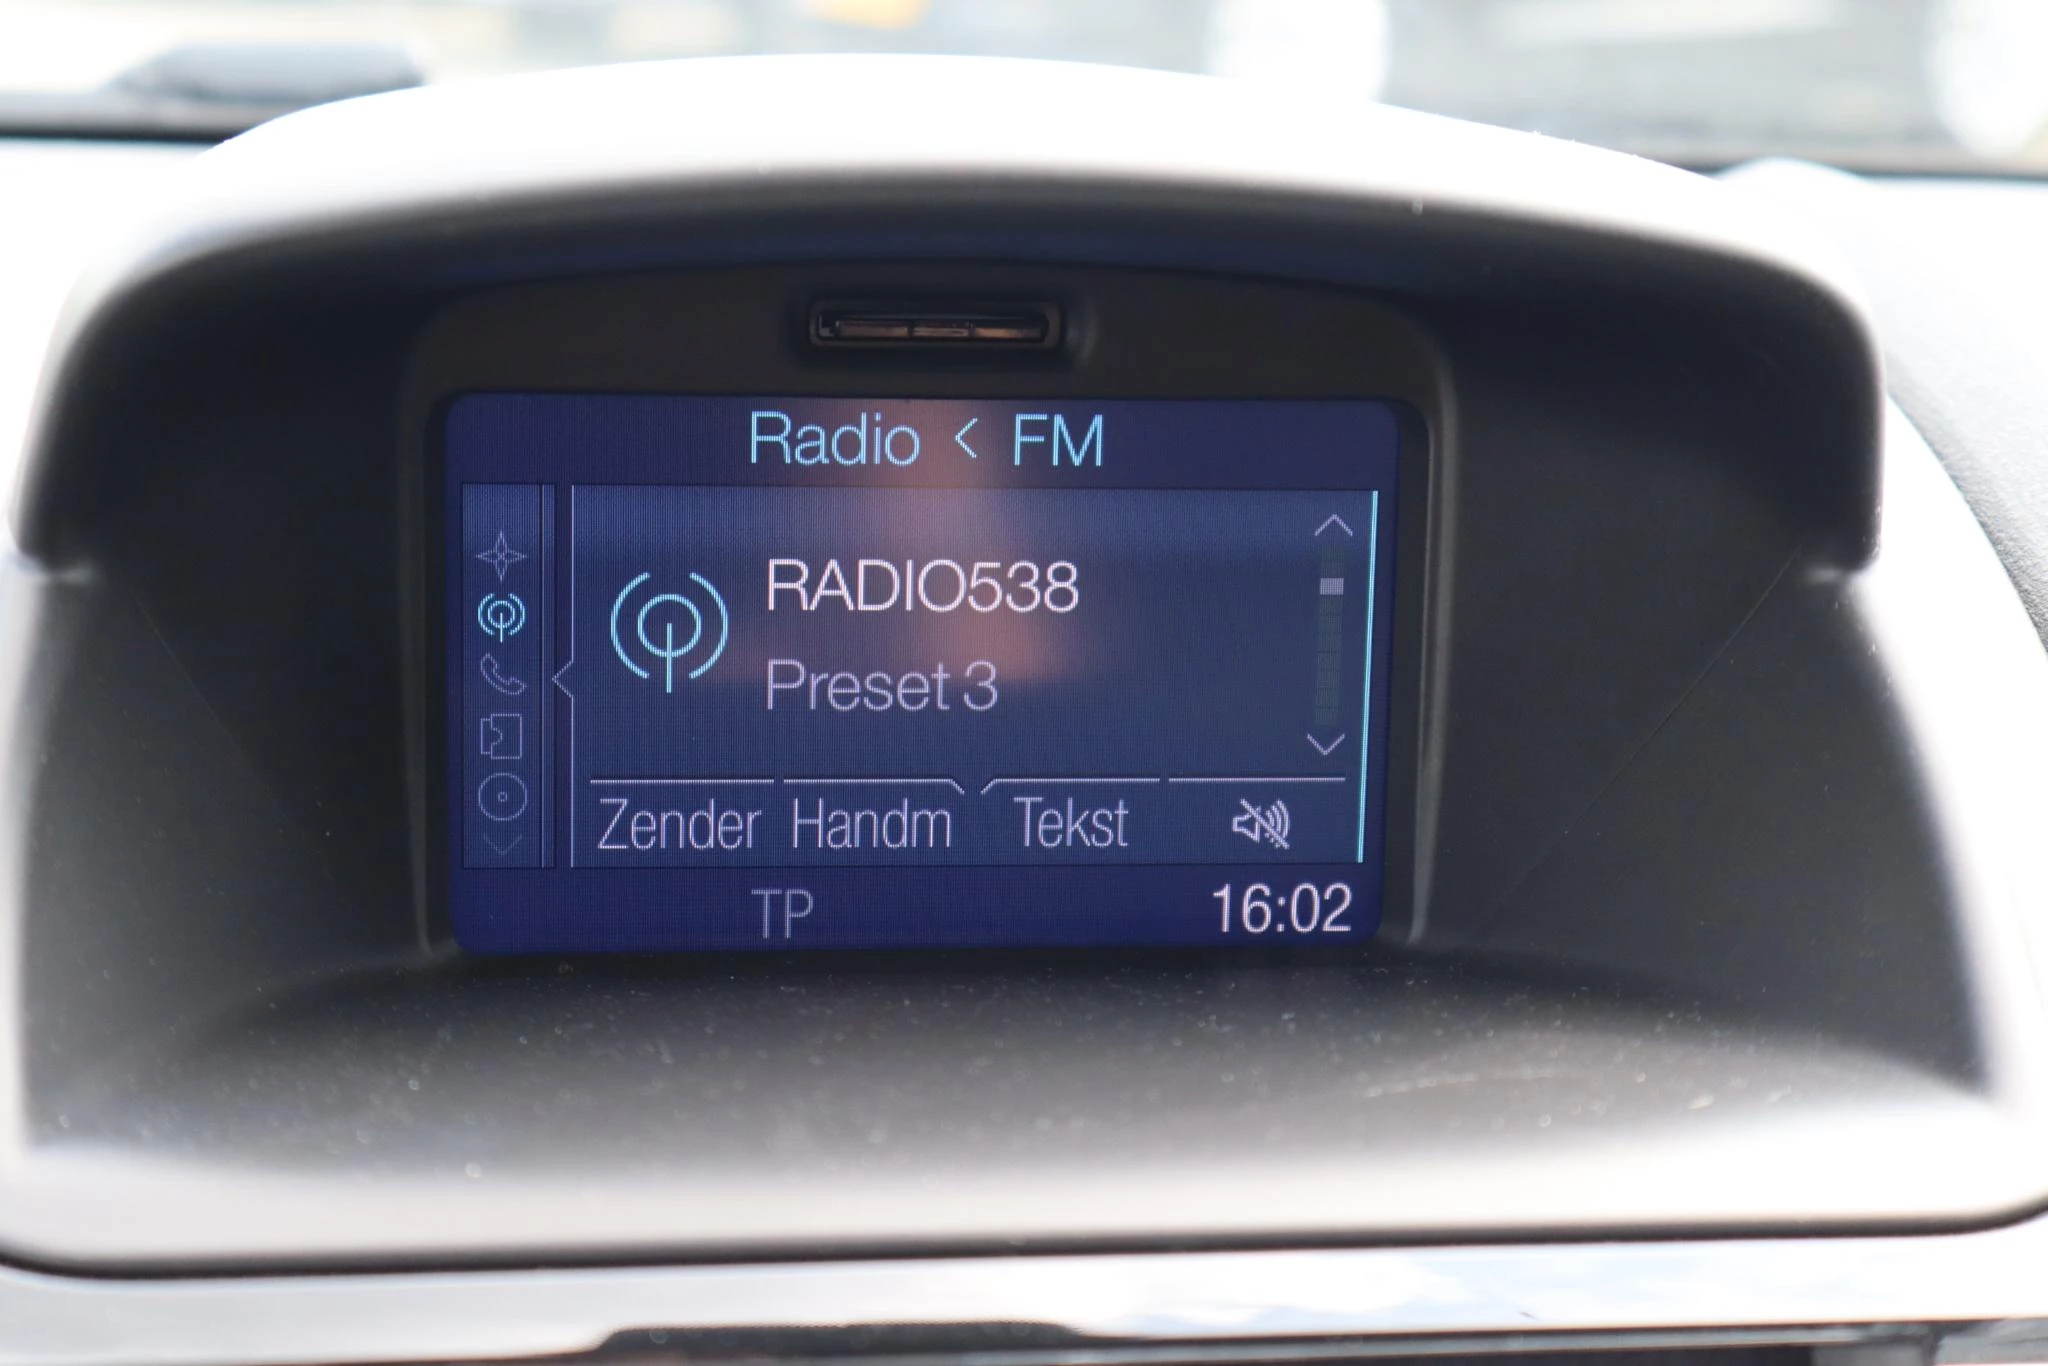 Radio < FM
RADIO538
Preset 3
Zender Handm Tekst
TP 16:02